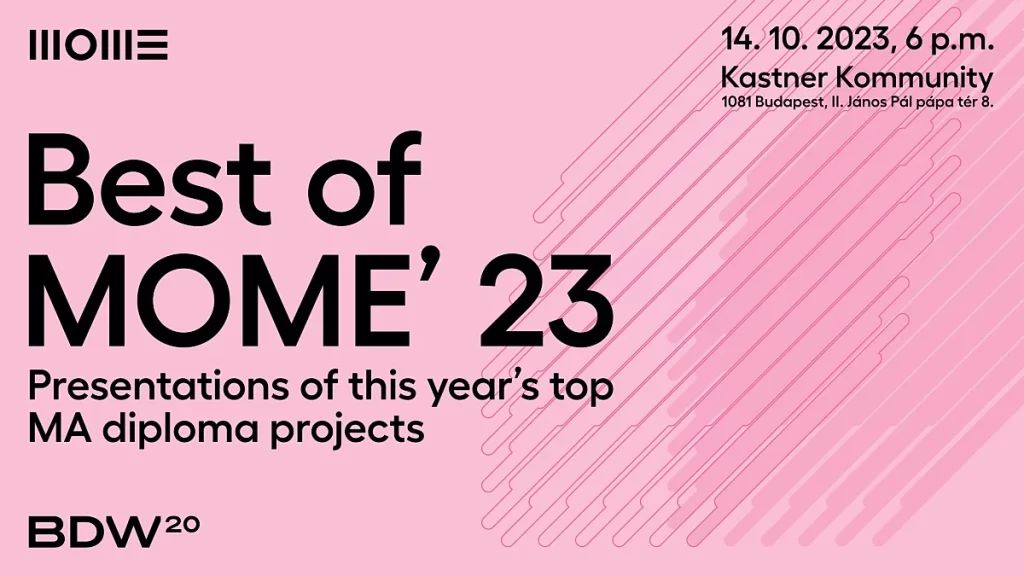 MOME
14. 10. 2023, 6 p.m.
Kastner Kommunity
1081 Budapest, II. János Pál pápa tér 8.
Best of
MOME’ 23
Presentations of this year’s top
MA diploma projects
BDW20